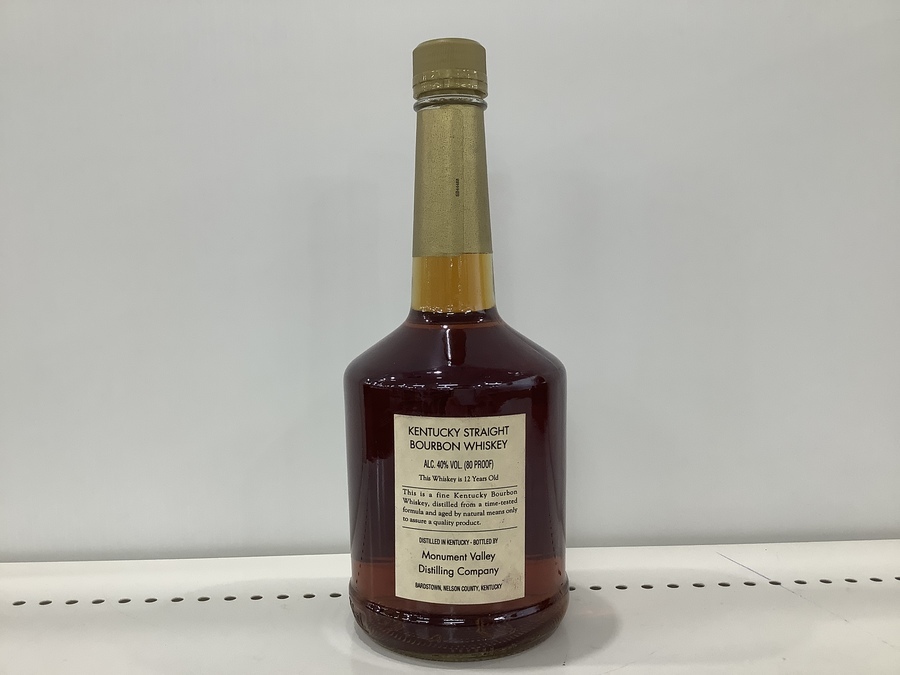 KENTUCKY STRAIGHT
BOURBON WHISKEY
ALC. 40% VOL. (80 PROOF)
This Whiskey is 12 Years Old
This is a fine Kentucky Bourbon
Whiskey, distilled from a time-tested
formula and aged by natural means only
to assure a quality product.
DISTILLED IN KENTUCKY - BOTTLED BY
Monument Valley
Distilling Company
BARDSTOWN, NELSON COUNTY, KENTUCKY